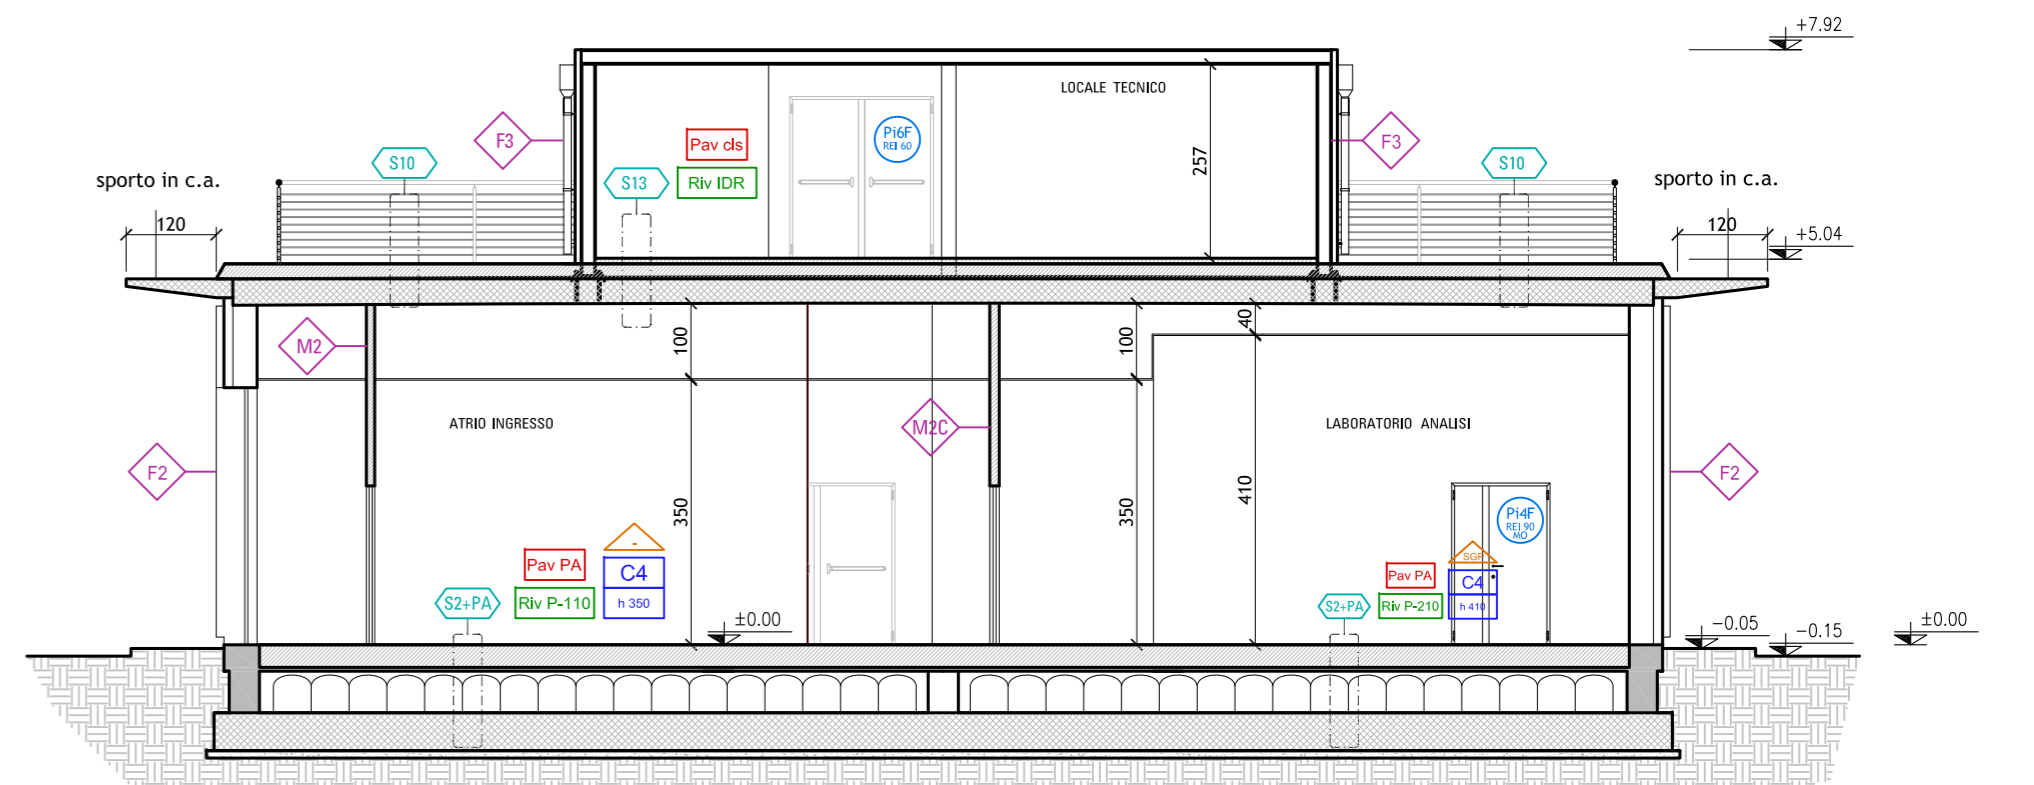 +7.92
LOCALE TECNICO
Pi6F
REI 60
F3
Pav cls
F3
S10
S13
Riv IDR
257
S10
sporto in c.a.
sporto in c.a.
120
120
+5.04
M2
100
100
40
ATRIO INGRESSO
M2C
LABORATORIO ANALISI
F2
F2
350
350
410
Pi4F
REI 90
MO
-
SGF
Pav PA
C4
Pav PA
C4
S2+PA
Riv P-110
h 350
S2+PA
Riv P-210
h 410
±0.00
-0.05
-0.15
±0.00